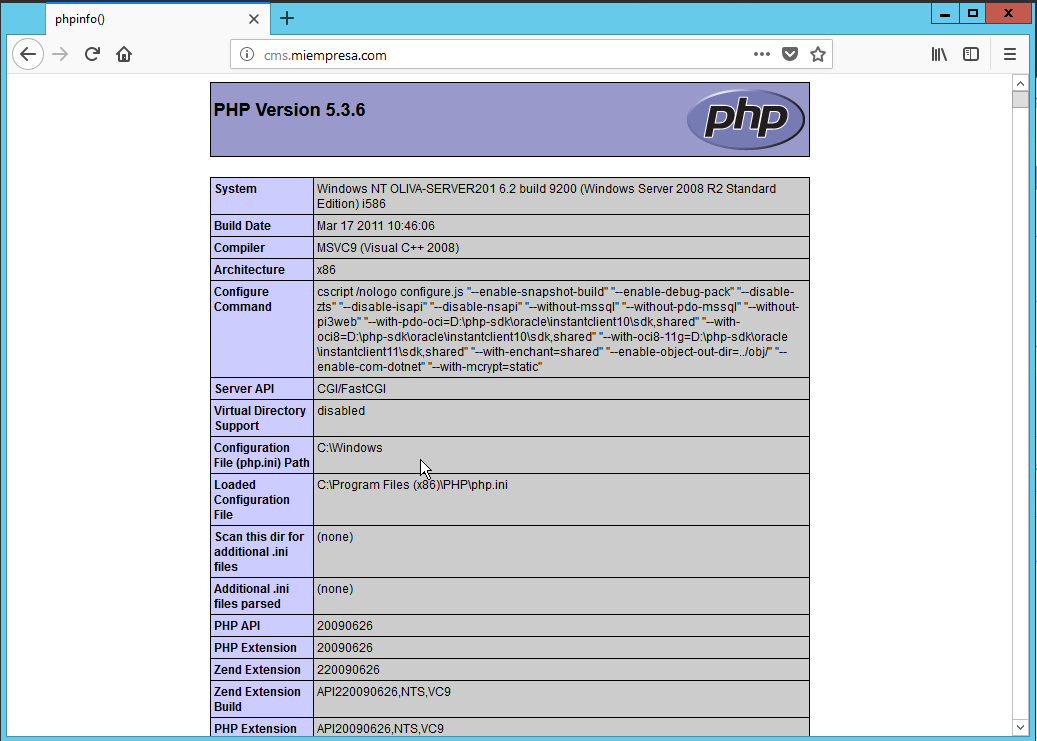 phpinfo()
cms.miempresa.com
PHP Version 5.3.6
php
System
Windows NT OLIVA-SERVER201 6.2 build 9200 (Windows Server 2008 R2 Standard
Edition) i586
Build Date
Mar 17 2011 10:46:06
Compiler
MSVC9 (Visual C++ 2008)
Architecture
x86
Configure
Command
cscript /nologo configure.js "--enable-snapshot-build" "--enable-debug-pack" "--disable-
zts" "--disable-isapi" "--disable-nsapi" "--without-mssql" "--without-pdo-mssql" "--without-
pi3web" "--with-pdo-oci=D:\php-sdk\oracle\instantclient10\sdk,shared" "--with-
oci8=D:\php-sdk\oracle\instantclient10\sdk,shared" "--with-oci8-11g=D:\php-sdk\oracle
\instantclient11\sdk,shared" "--with-enchant=shared" "--enable-object-out-dir=../obj/" "--
enable-com-dotnet" "--with-mcrypt=static"
Server API
CGI/FastCGI
Virtual Directory
Support
disabled
Configuration
File (php.ini) Path
C:\Windows
Loaded
Configuration
File
C:\Program Files (x86)\PHP\php.ini
Scan this dir for
additional .ini
files
(none)
Additional .ini
files parsed
(none)
PHP API
20090626
PHP Extension
20090626
Zend Extension
220090626
Zend Extension
Build
API220090626,NTS,VC9
PHP Extension
API20090626,NTS,VC9